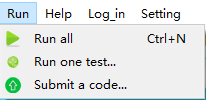 Run Help Log_in Setting
Run all Ctrl+N
Run one test...
Submit a code...